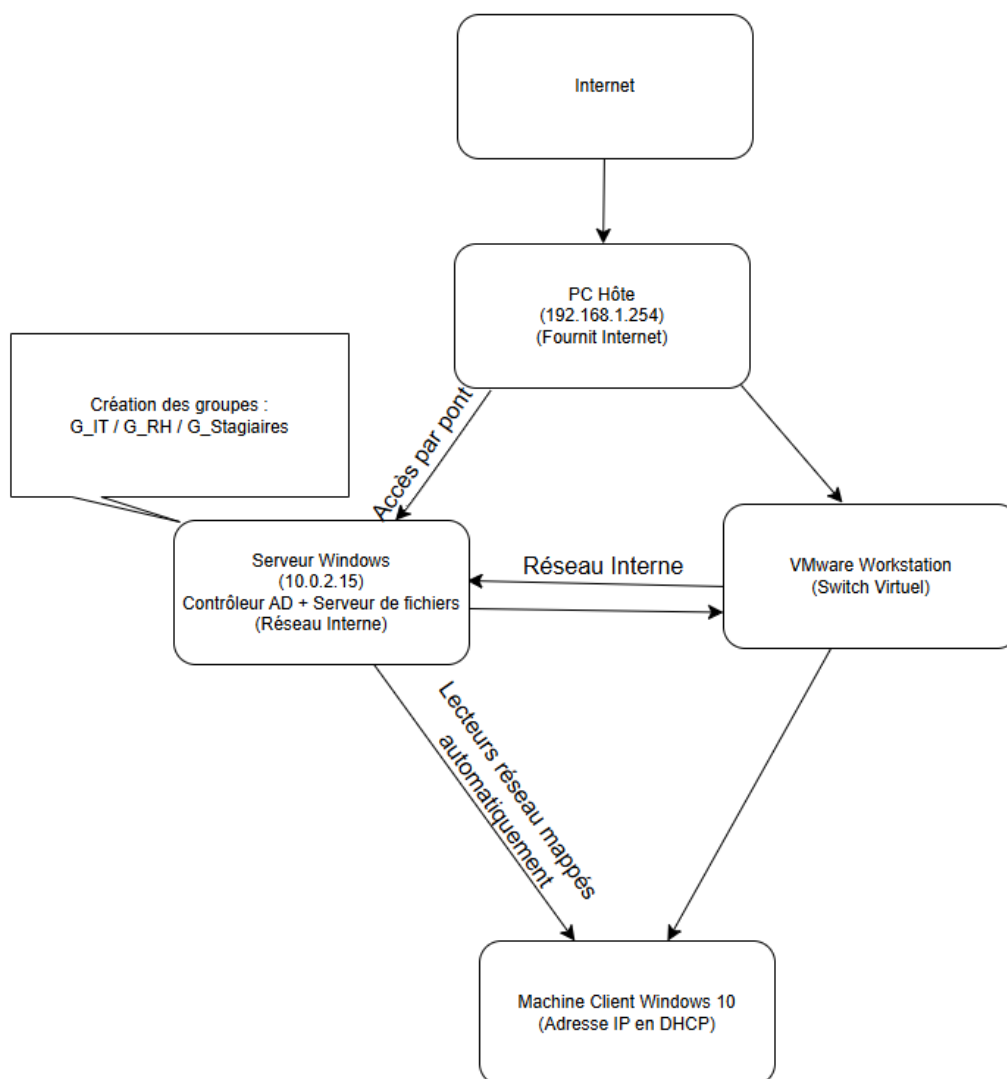 Internet
PC Hôte
(192.168.1.254)
(Fournit Internet)
Création des groupes :
G_IT / G_RH / G_Stagiaires
Accès par pont
Serveur Windows
(10.0.2.15)
Contrôleur AD + Serveur de fichiers
(Réseau Interne)
Réseau Interne
VMware Workstation
(Switch Virtuel)
Lecteurs réseau mappés
automatiquement
Machine Client Windows 10
(Adresse IP en DHCP)